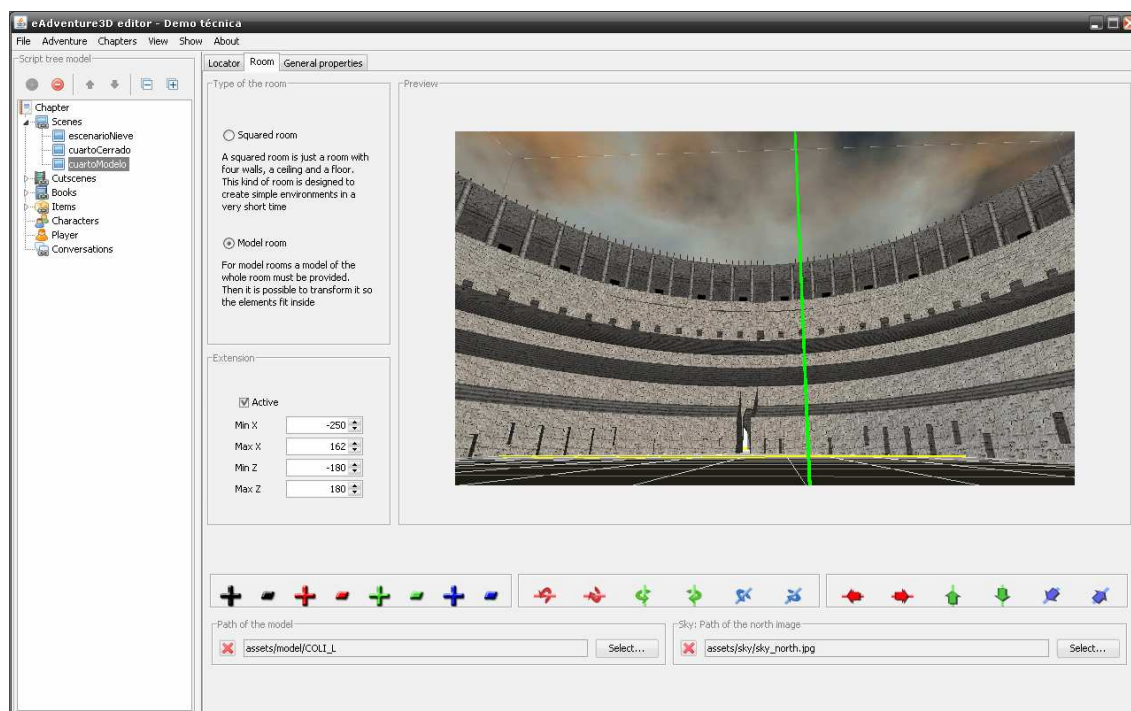 eAdventure3D editor - Demo técnica
File Adventure Chapters View Show About
Script tree model
Chapter
Scenes
escenarioNieve
cuartoCerrado
cuartoModelo
Cutscenes
Books
Items
Characters
Player
Conversations
Locator Room General properties
Type of the room
Squared room
A squared room is just a room with
four walls, a ceiling and a floor.
This kind of room is designed to
create simple environments in a
very short time
Model room
For model rooms a model of the
whole room must be provided.
Then it is possible to transform it so
the elements fit inside
Extension
Active
Min X -250
Max X 162
Min Z -180
Max Z 180
Preview
Path of the model
assets/model/COLI_L Select...
Sky: Path of the north image
assets/sky/sky_north.jpg Select...